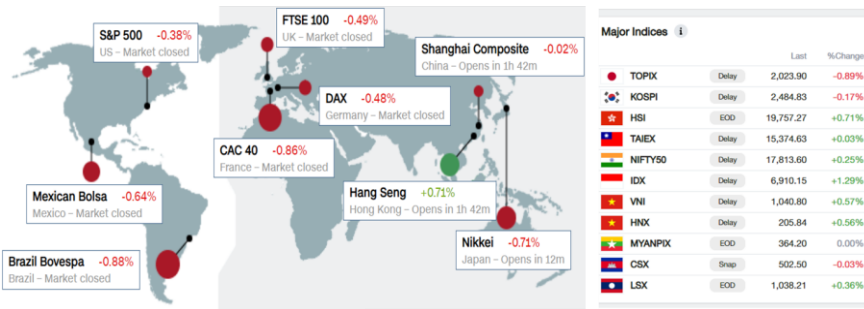 S&P 500 -0.38%
US – Market closed
FTSE 100 -0.49%
UK – Market closed
Shanghai Composite -0.02%
China – Opens in 1h 42m
DAX -0.48%
Germany – Market closed
CAC 40 -0.86%
France – Market closed
Mexican Bolsa -0.64%
Mexico – Market closed
Hang Seng +0.71%
Hong Kong – Opens in 1h 42m
Brazil Bovespa -0.88%
Brazil – Market closed
Nikkei -0.71%
Japan – Opens in 12m
Major Indices i
Last %Change
TOPIX Delay 2,023.90 -0.89%
KOSPI Delay 2,484.83 -0.17%
HSI EOD 19,757.27 +0.71%
TAIEX Delay 15,374.63 +0.03%
NIFTY50 Delay 17,813.60 +0.25%
IDX Delay 6,910.15 +1.29%
VNI Delay 1,040.80 +0.57%
HNX Delay 205.84 +0.56%
MYANPIX EOD 364.20 0.00%
CSX Snap 502.50 -0.03%
LSX EOD 1,038.21 +0.36%